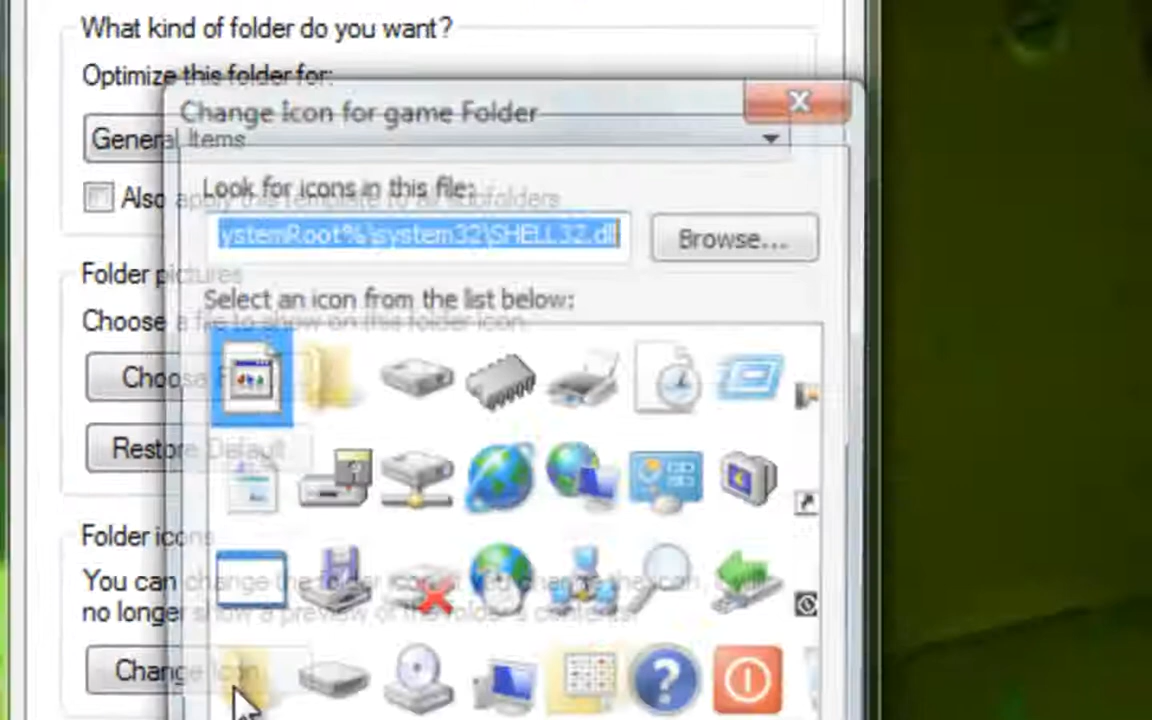 What kind of folder do you want?
Optimize this folder for:
Change Icon for game Folder
General Items
Look for icons in this file:
Also apply this template to all subfolders
ystemRoot%\system32\SHELL32.dll
Browse...
Folder pictures
Select an icon from the list below:
Choose a file to show on this folder icon.
Choose
Restore Default
Folder icons
You can change the folder icon. If you change the icon, it will
no longer show a preview of the folder's contents.
Change Icon